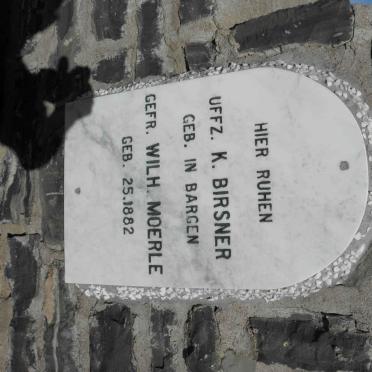 HIER RUHEN
UFFZ. K. BIRSNER
GEB. IN BARGEN
GEFR. WILH. MOERLE
GEB. 25.1882